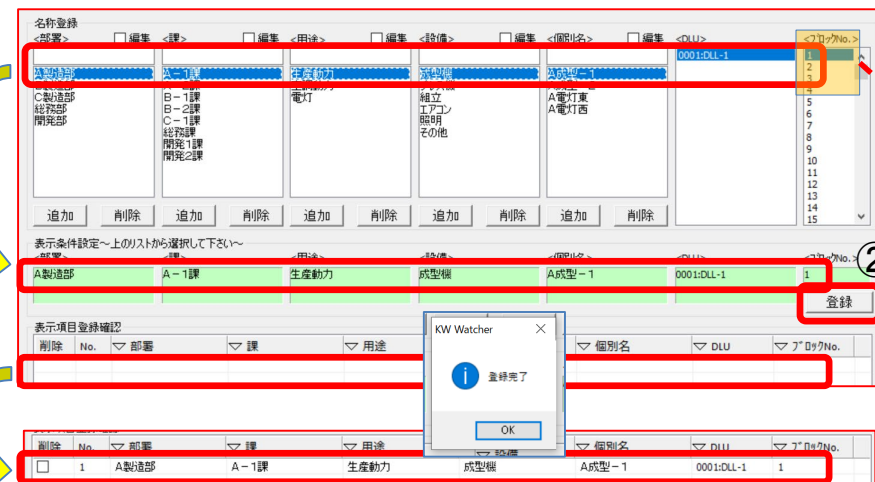 名称登録
<部署> 編集 <課> 編集 <用途> 編集 <設備> 編集 <個別名> 編集 <DLU> <ブロックNo.>
0001:DLL-1 1
A製造部 A－1課 生産動力 成型機 A成型－1 2
3
C製造部 B－1課 電灯 組立 A電灯東 5
総務部 B－2課 エアコン A電灯西 6
開発部 C－1課 照明 7
総務課 その他 8
開発1課 9
開発2課 10
11
12
13
14
15
追加 削除 追加 削除 追加 削除 追加 削除 追加 削除
表示条件設定～上のリストから選択して下さい～
A製造部 A－1課 生産動力 成型機 A成型－1 0001:DLL-1 1
②
登録
表示項目登録確認
削除 No. ▽ 部署 ▽ 課 ▽ 用途 ▽ 個別名 ▽ DLU ▽ ブロックNo.
KW Watcher
登録完了
OK
削除 No. ▽ 部署 ▽ 課 ▽ 用途 ▽ 設備 ▽ 個別名 ▽ DLU ▽ ブロックNo.
1 A製造部 A－1課 生産動力 成型機 A成型－1 0001:DLL-1 1